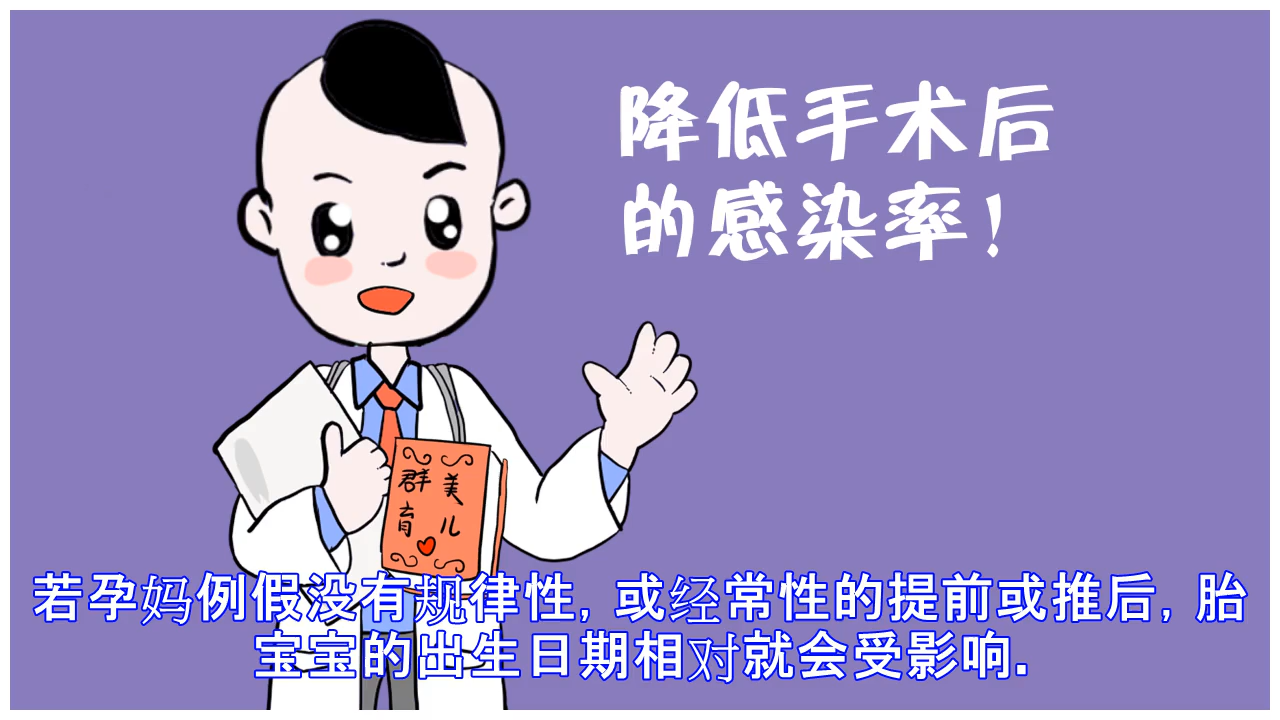 降低手术后
的感染率!
群美
育儿
若孕妈例假没有规律性, 或经常性的提前或推后, 胎
宝宝的出生日期相对就会受影响.